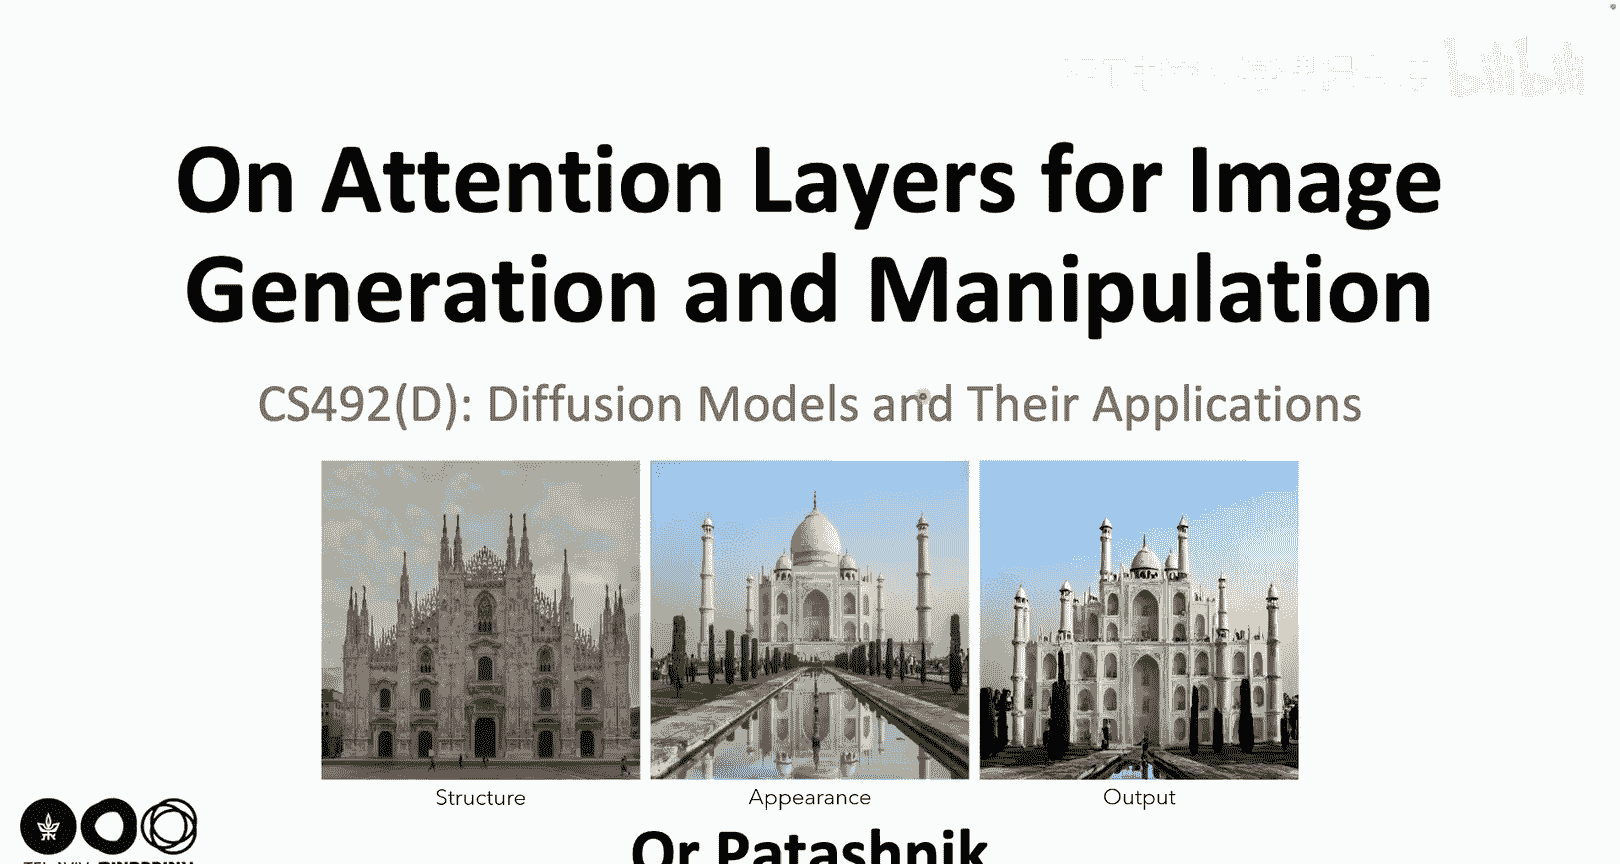 bilibili
On Attention Layers for Image
Generation and Manipulation
CS492(D): Diffusion Models and Their Applications
Structure
Appearance
Output
Or Patashnik